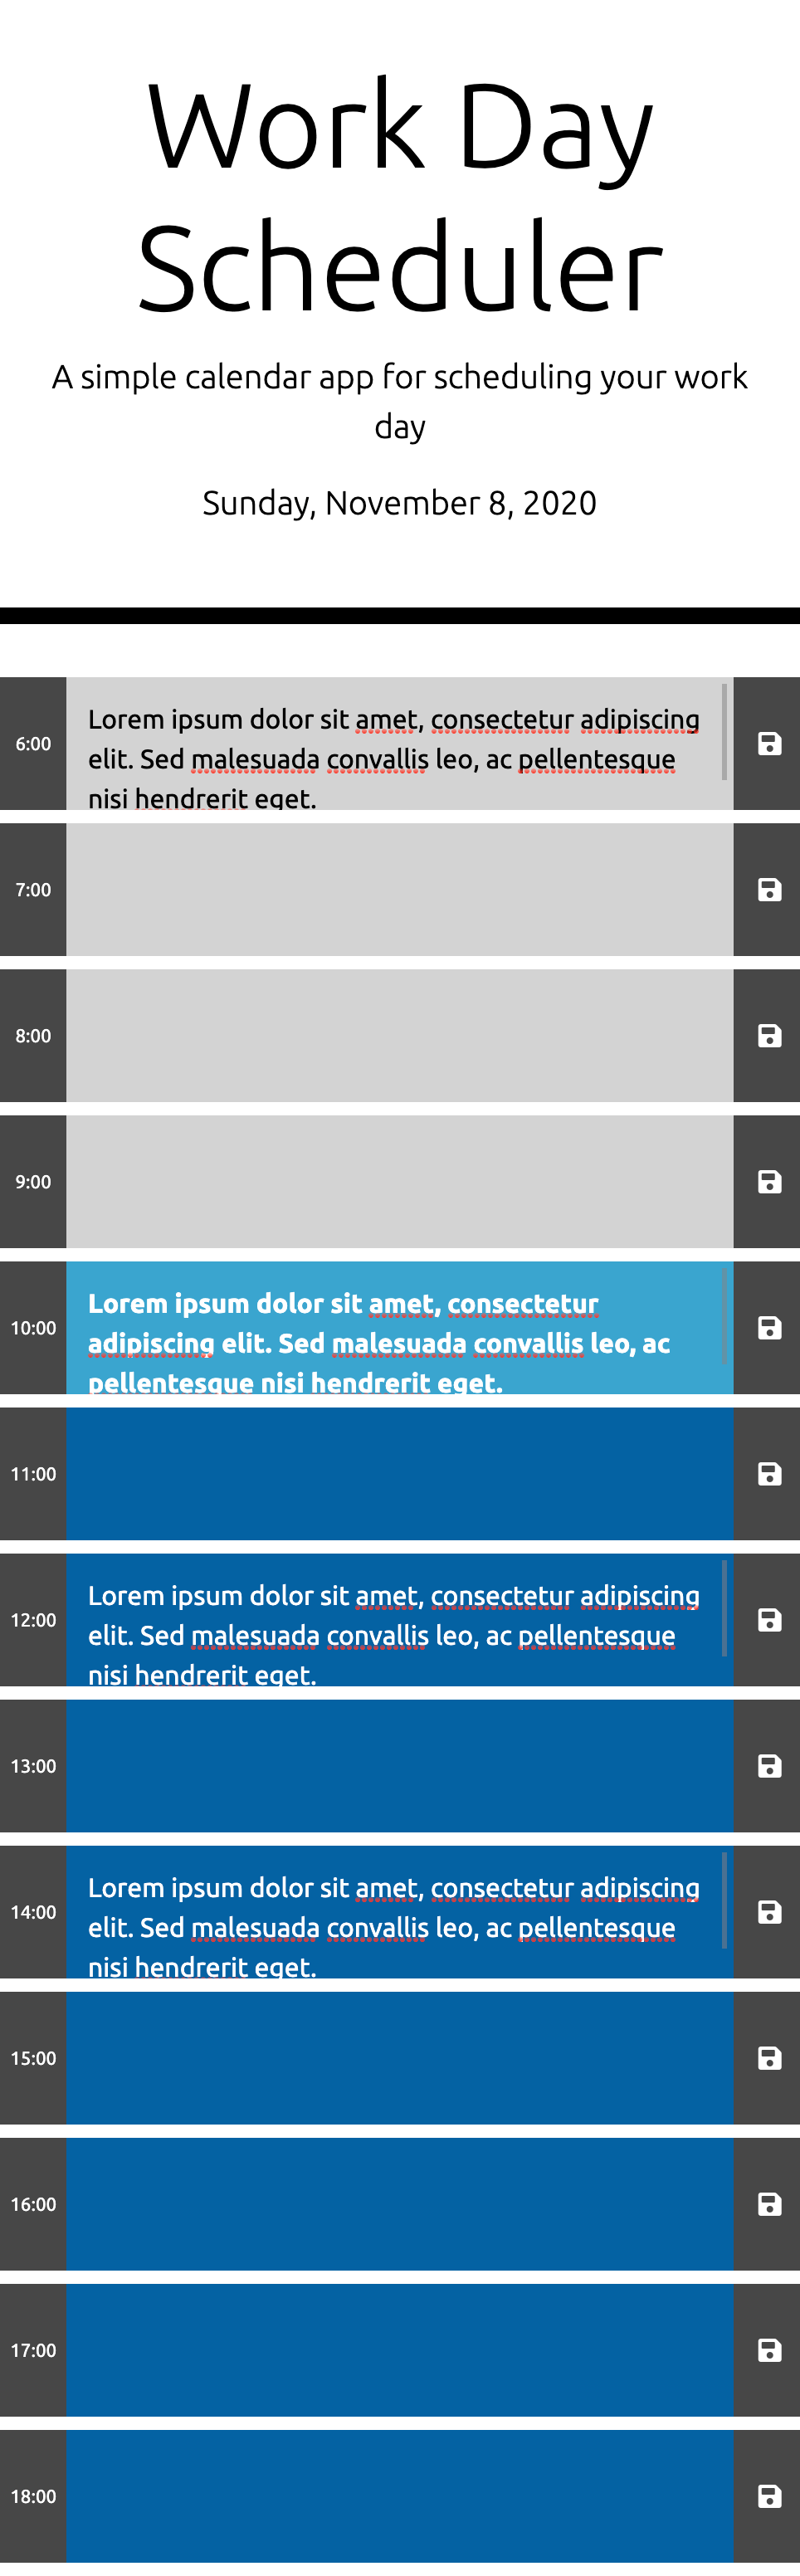 Work Day
Scheduler
A simple calendar app for scheduling your work
day
Sunday, November 8, 2020
6:00
Lorem ipsum dolor sit amet, consectetur adipiscing
elit. Sed malesuada convallis leo, ac pellentesque
nisi hendrerit eget.
7:00
8:00
9:00
10:00
Lorem ipsum dolor sit amet, consectetur
adipiscing elit. Sed malesuada convallis leo, ac
pellentesque nisi hendrerit eget.
11:00
12:00
Lorem ipsum dolor sit amet, consectetur adipiscing
elit. Sed malesuada convallis leo, ac pellentesque
nisi hendrerit eget.
13:00
14:00
Lorem ipsum dolor sit amet, consectetur adipiscing
elit. Sed malesuada convallis leo, ac pellentesque
nisi hendrerit eget.
15:00
16:00
17:00
18:00